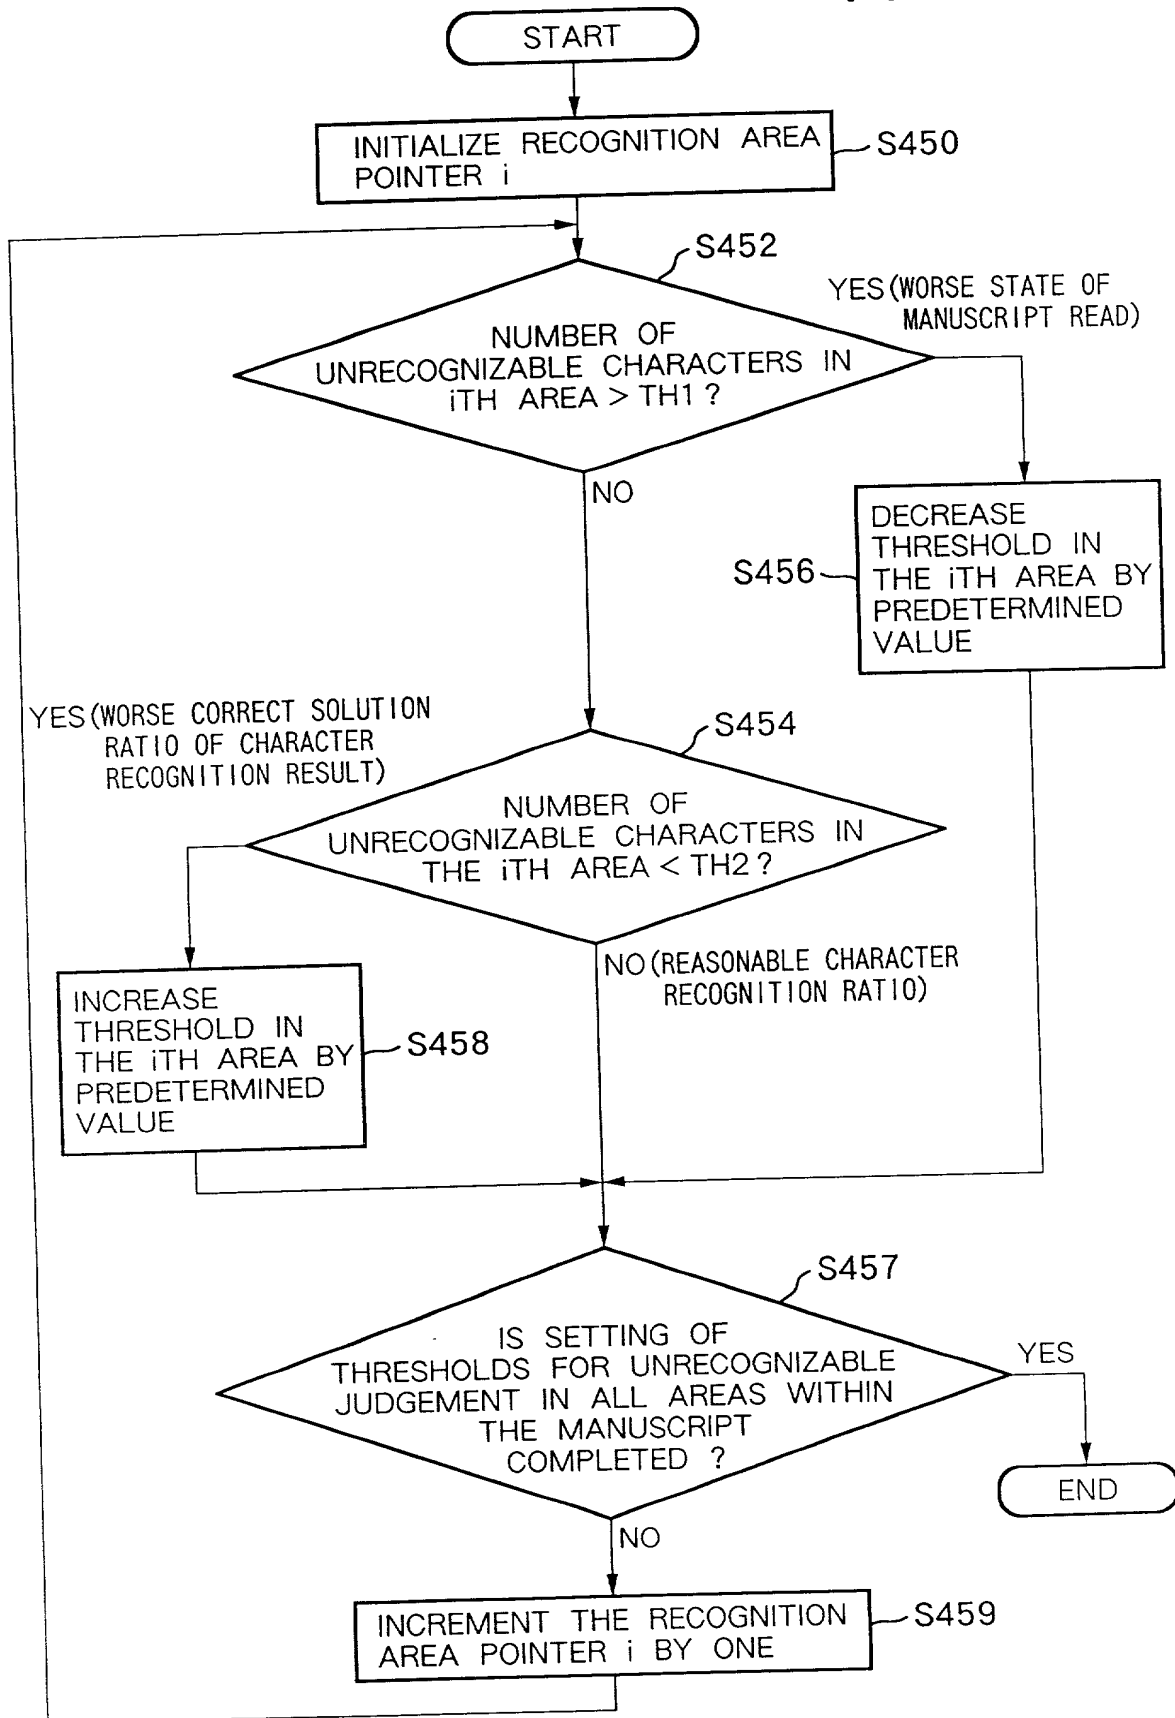 START
INITIALIZE RECOGNITION AREA
POINTER i
S450
S452
YES(WORSE STATE OF
MANUSCRIPT READ)
NUMBER OF
UNRECOGNIZABLE CHARACTERS IN
iTH AREA > TH1 ?
NO
DECREASE
THRESHOLD IN
THE iTH AREA BY
PREDETERMINED
VALUE
S456
YES(WORSE CORRECT SOLUTION
RATIO OF CHARACTER
RECOGNITION RESULT)
S454
NUMBER OF
UNRECOGNIZABLE CHARACTERS IN
THE iTH AREA < TH2 ?
NO(REASONABLE CHARACTER
RECOGNITION RATIO)
INCREASE
THRESHOLD IN
THE iTH AREA BY
PREDETERMINED
VALUE
S458
S457
IS SETTING OF
THRESHOLDS FOR UNRECOGNIZABLE
JUDGEMENT IN ALL AREAS WITHIN
THE MANUSCRIPT
COMPLETED ?
YES
END
NO
INCREMENT THE RECOGNITION
AREA POINTER i BY ONE
S459